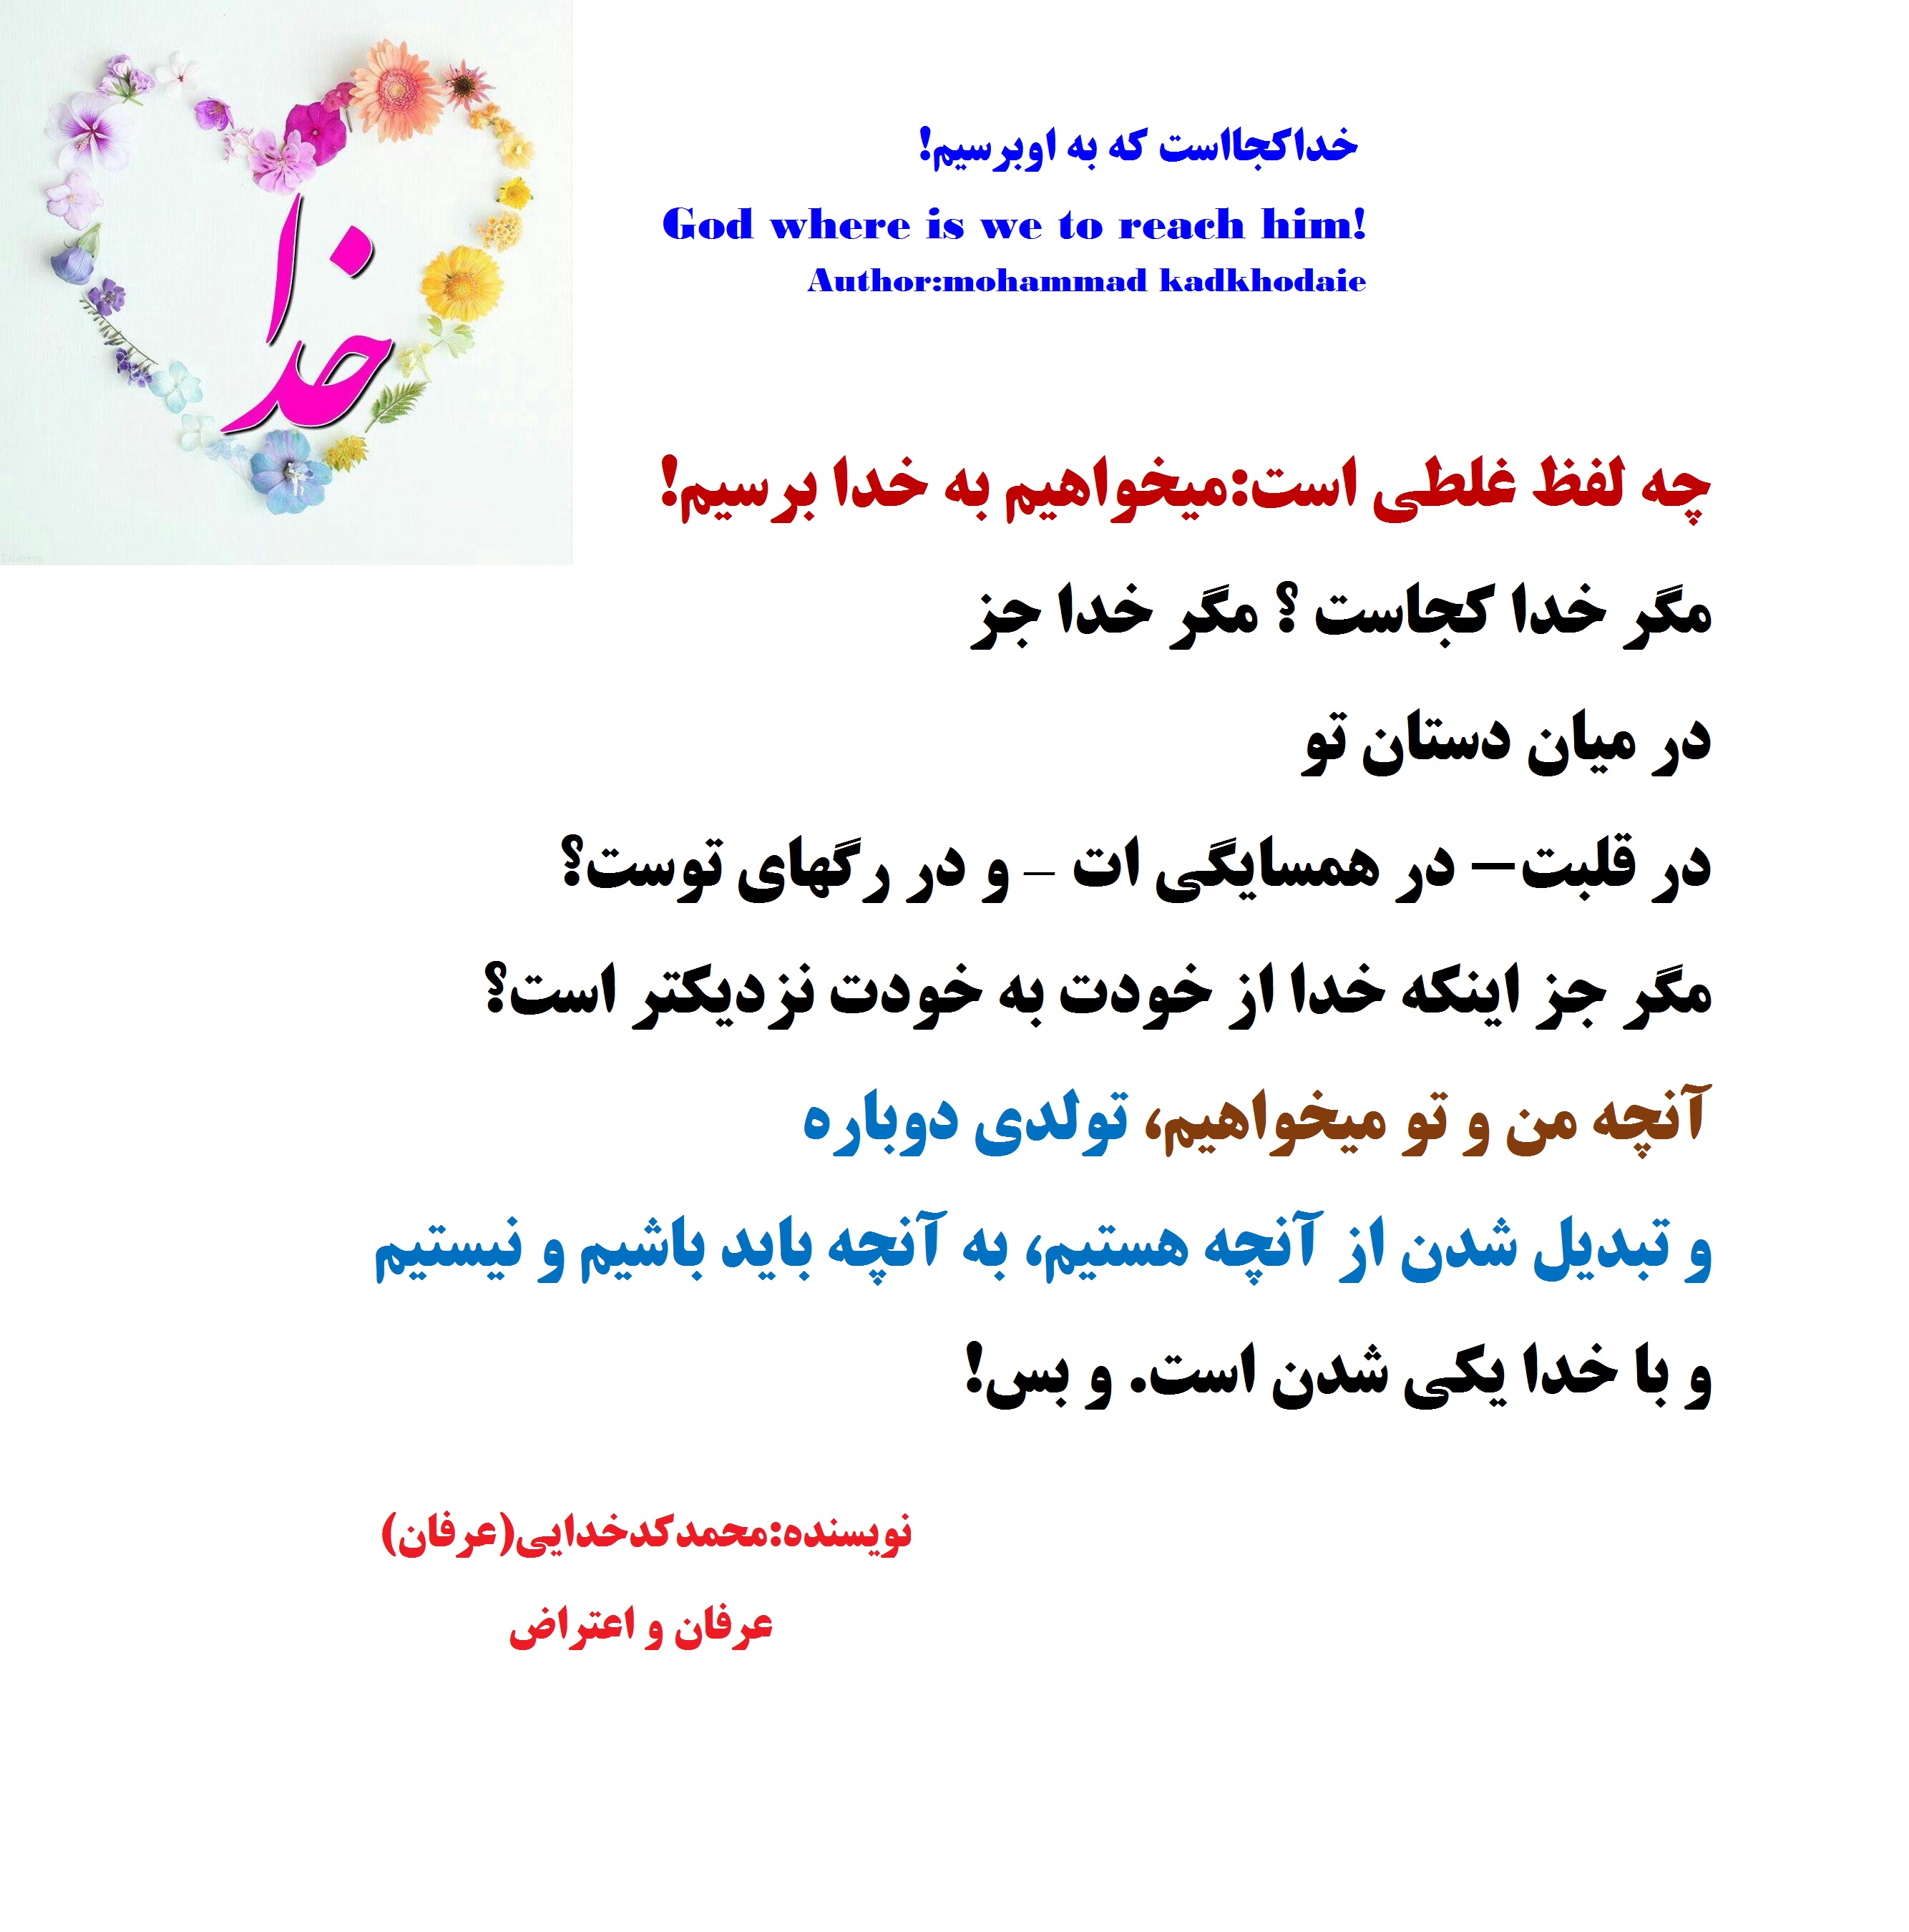 خدا
خداکجااست که به اوبرسیم!
God where is we to reach him!
Author:mohammad kadkhodaie
چه لفظ غلطی است:میخواهیم به خدا برسیم!
مگر خدا کجاست ؟ مگر خدا جز
در میان دستان تو
در قلبت– در همسایگی ات _ و در رگهای توست؟
مگر جز اینکه خدا از خودت به خودت نزدیکتر است؟
آنچه من و تو میخواهیم، تولدی دوباره
و تبدیل شدن از آنچه هستیم، به آنچه باید باشیم و نیستیم
و با خدا یکی شدن است. و بس!
نویسنده:محمدکدخدایی(عرفان)
عرفان و اعتراض